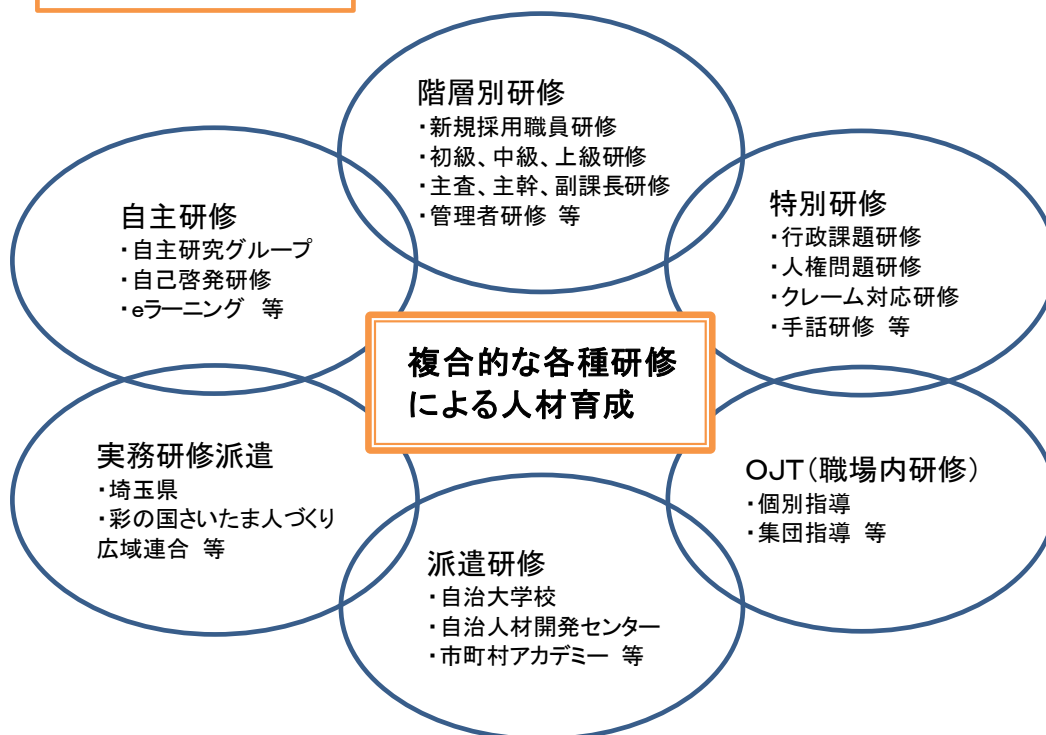 階層別研修
・新規採用職員研修
・初級、中級、上級研修
・主査、主幹、副課長研修
・管理者研修 等
自主研修
・自主研究グループ
・自己啓発研修
・eラーニング 等
特別研修
・行政課題研修
・人権問題研修
・クレーム対応研修
・手話研修 等
複合的な各種研修
による人材育成
実務研修派遣
・埼玉県
・彩の国さいたま人づくり
広域連合 等
OJT(職場内研修)
・個別指導
・集団指導 等
派遣研修
・自治大学校
・自治人材開発センター
・市町村アカデミー 等